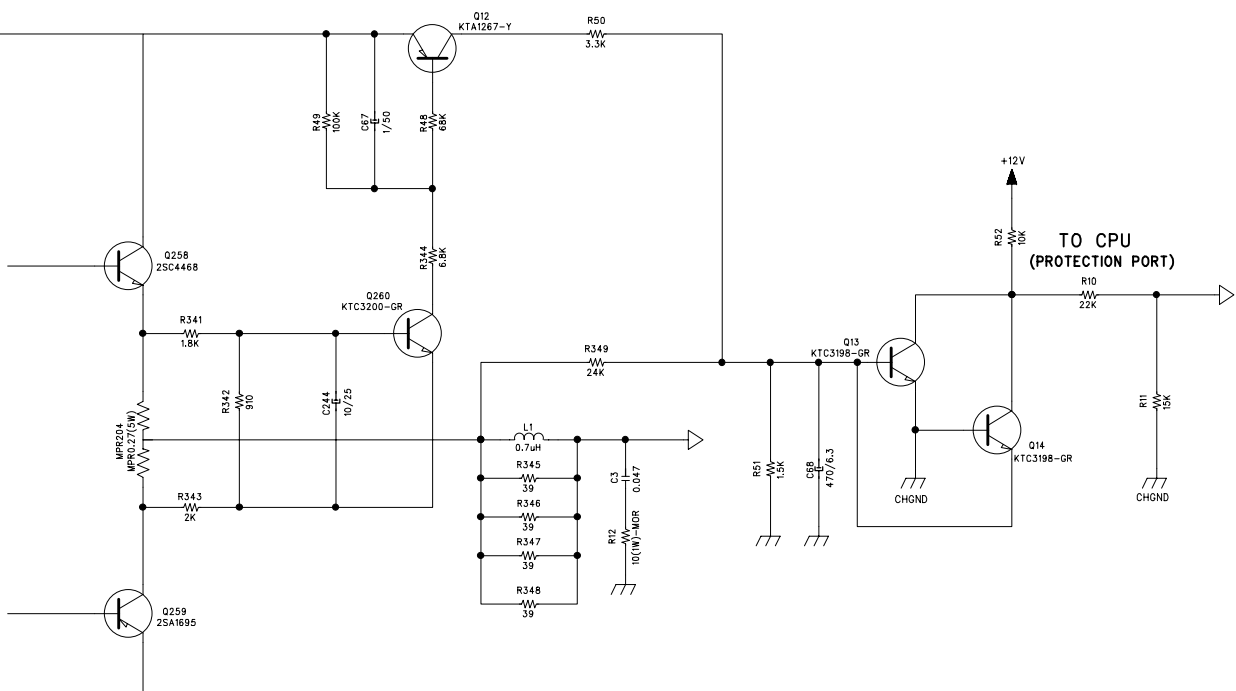 Q12
KTA1267-Y
R50
3.3K
R49
100K
C67
1/50
R48
68K
+12V
R52
10K
TO CPU
(PROTECTION PORT)
Q258
2SC4468
R344
6.8K
Q260
KTC3200-GR
R10
22K
R341
1.8K
Q13
KTC3198-GR
R349
24K
R342
910
C244
10/25
R11
15K
MPR204
MPR0.27(5W)
L1
0.7uH
Q14
KTC3198-GR
R345
39
C3
0.047
R51
1.5K
C68
470/6.3
CHGND
CHGND
R343
2K
R346
39
R12
10(1W)-MOR
R347
39
R348
39
Q259
2SA1695